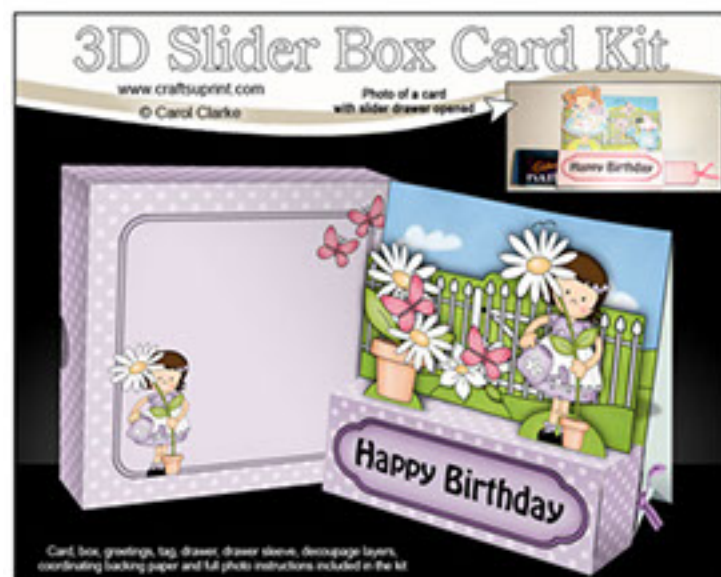 3D Slider Box Card Kit
www.craftsuprint.com
© Carol Clarke
Photo of a card
with slider drawer opened
Happy Birthday
Happy Birthday
Card, box, greetings, tag, drawer, drawer sleeve, decoupage layers,
coordinating backing paper and full photo instructions included in the kit